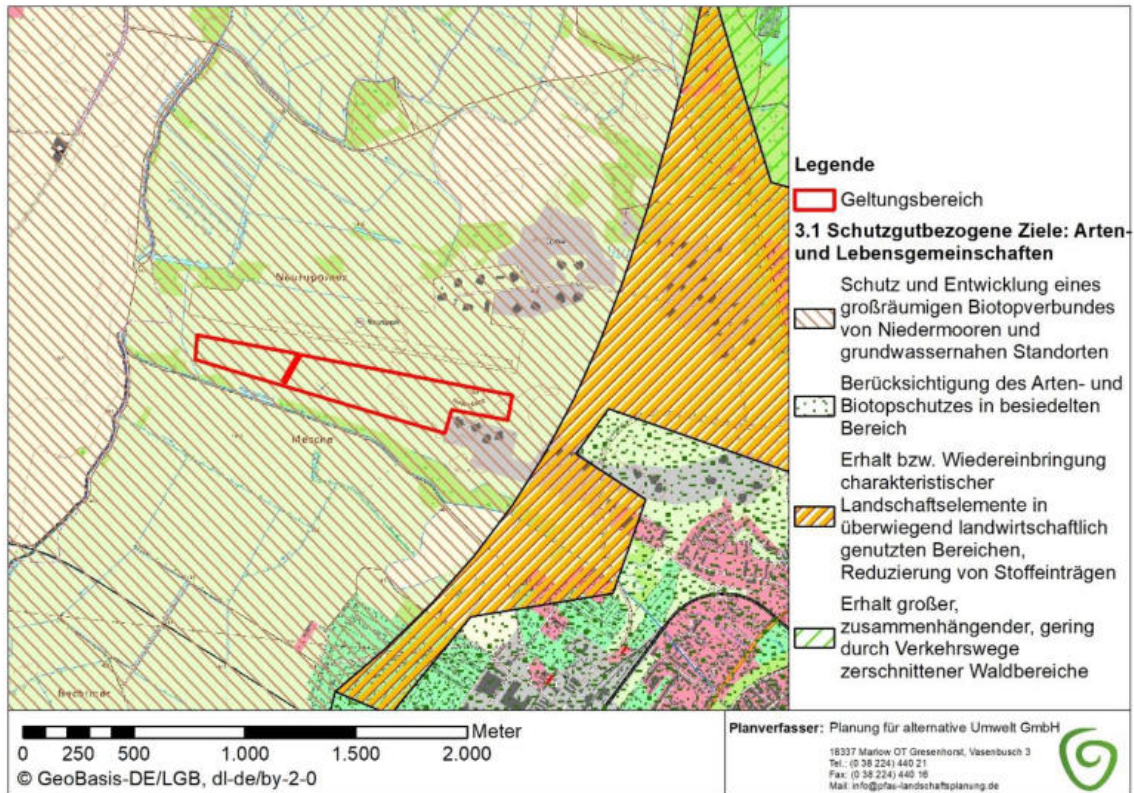 Neuruppiner
Mesche
Legende
Geltungsbereich
3.1 Schutzgutbezogene Ziele: Arten-
und Lebensgemeinschaften
Schutz und Entwicklung eines
großräumigen Biotopverbundes
von Niedermooren und
grundwassernahen Standorten
Berücksichtigung des Arten- und
Biotopschutzes in besiedelten
Bereich
Erhalt bzw. Wiedereinbringung
charakteristischer
Landschaftselemente in
überwiegend landwirtschaftlich
genutzten Bereichen,
Reduzierung von Stoffeinträgen
Erhalt großer,
zusammenhängender, gering
durch Verkehrswege
zerschnittener Waldbereiche
Meter
0 250 500 1.000 1.500 2.000
© GeoBasis-DE/LGB, dl-de/by-2-0
Planverfasser: Planung für alternative Umwelt GmbH
18337 Marlow OT Gresenhorst, Vasenbusch 3
Tel.: (0 38 224) 440 21
Fax: (0 38 224) 440 16
Mail: info@pfau-landschaftsplanung.de